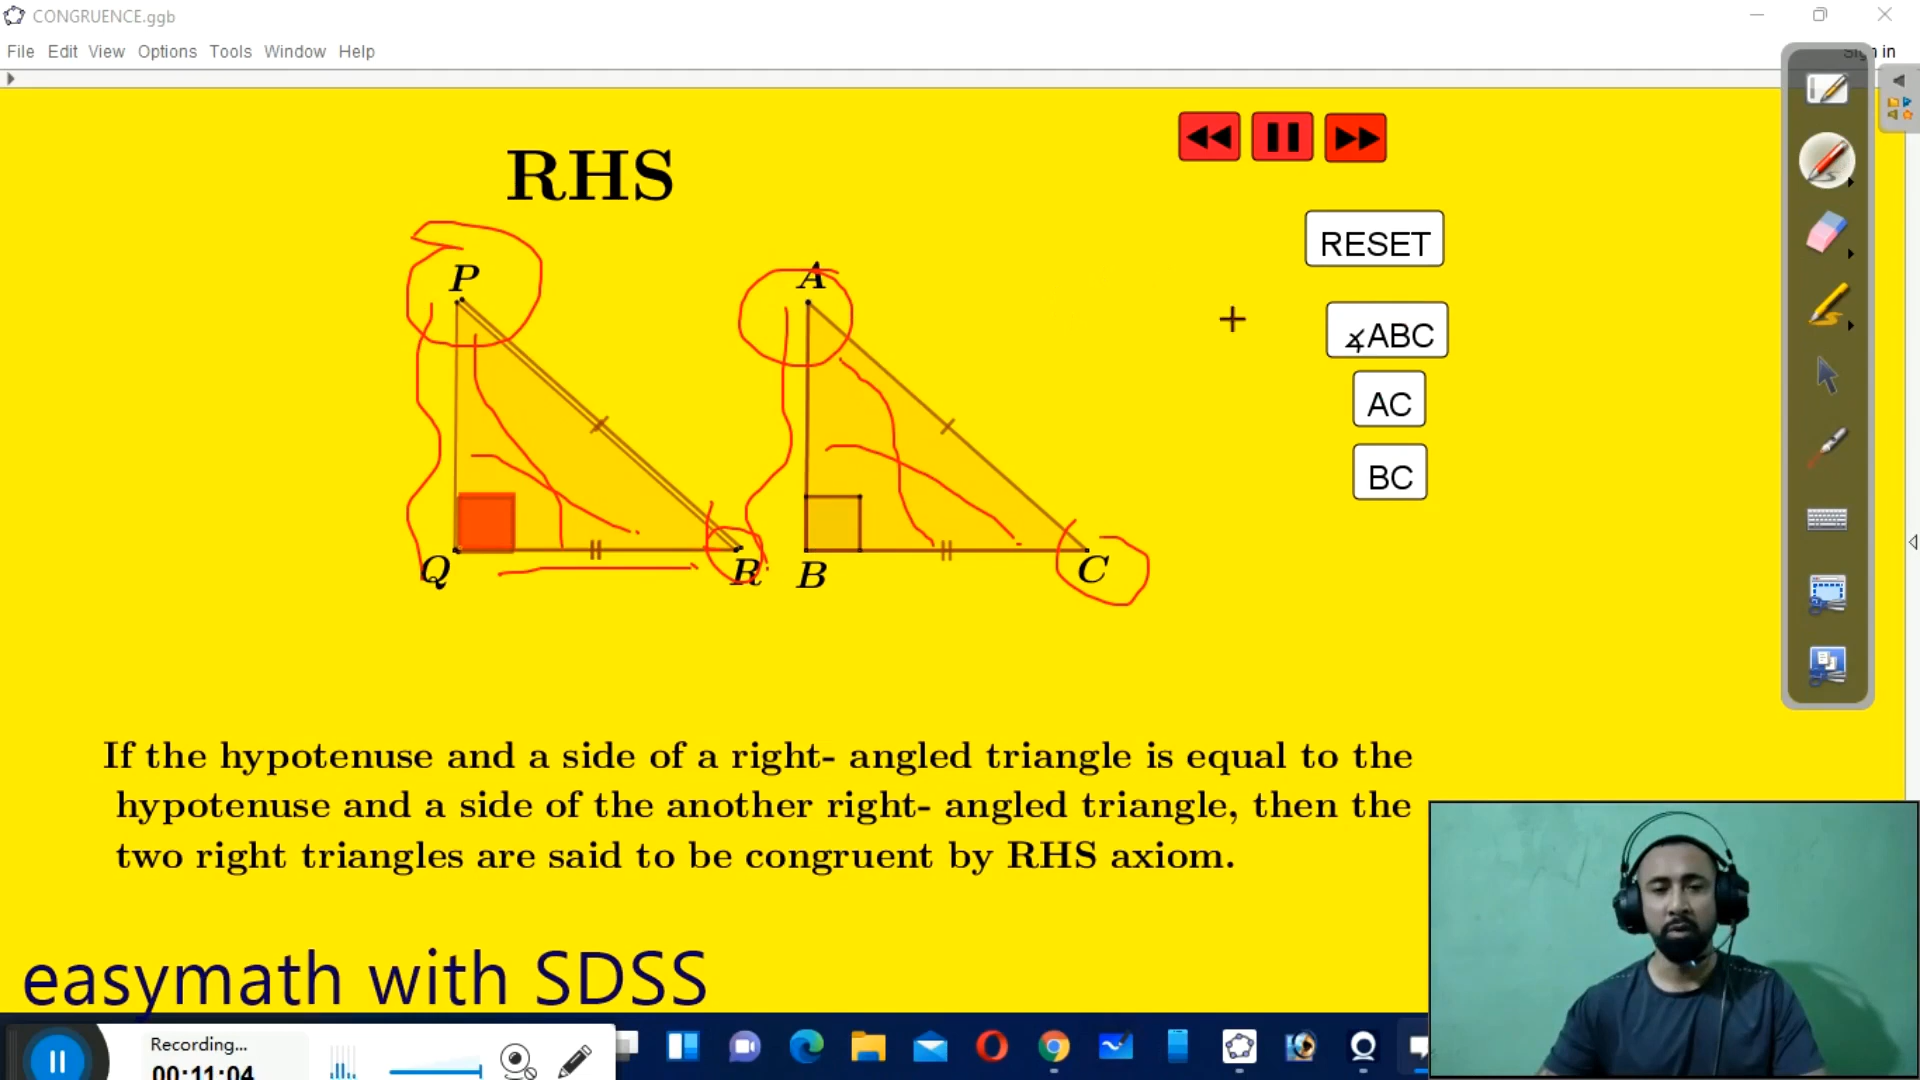 CONGRUENCE.ggb
File Edit View Options Tools Window Help
Sign in
RHS
RESET
P
A
∡ABC
AC
BC
Q
R
B
C
If the hypotenuse and a side of a right- angled triangle is equal to the
hypotenuse and a side of the another right- angled triangle, then the
two right triangles are said to be congruent by RHS axiom.
easymath with SDSS
Recording...
00:11:04